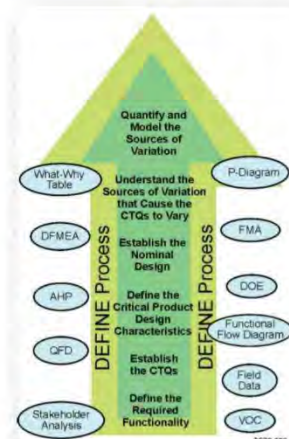 Quantify and
Model the
Sources of
Variation
What-Why
Table
Understand the
Sources of Variation
that Cause the
CTQs to Vary
P-Diagram
DFMEA
FMA
Establish the
Nominal
Design
AHP
DOE
Define the
Critical Product
Design
Characteristics
Functional
Flow Diagram
QFD
Establish
the CTQs
Field
Data
Stakeholder
Analysis
Define the
Required
Functionality
VOC
DEFINE Process
DEFINE Process